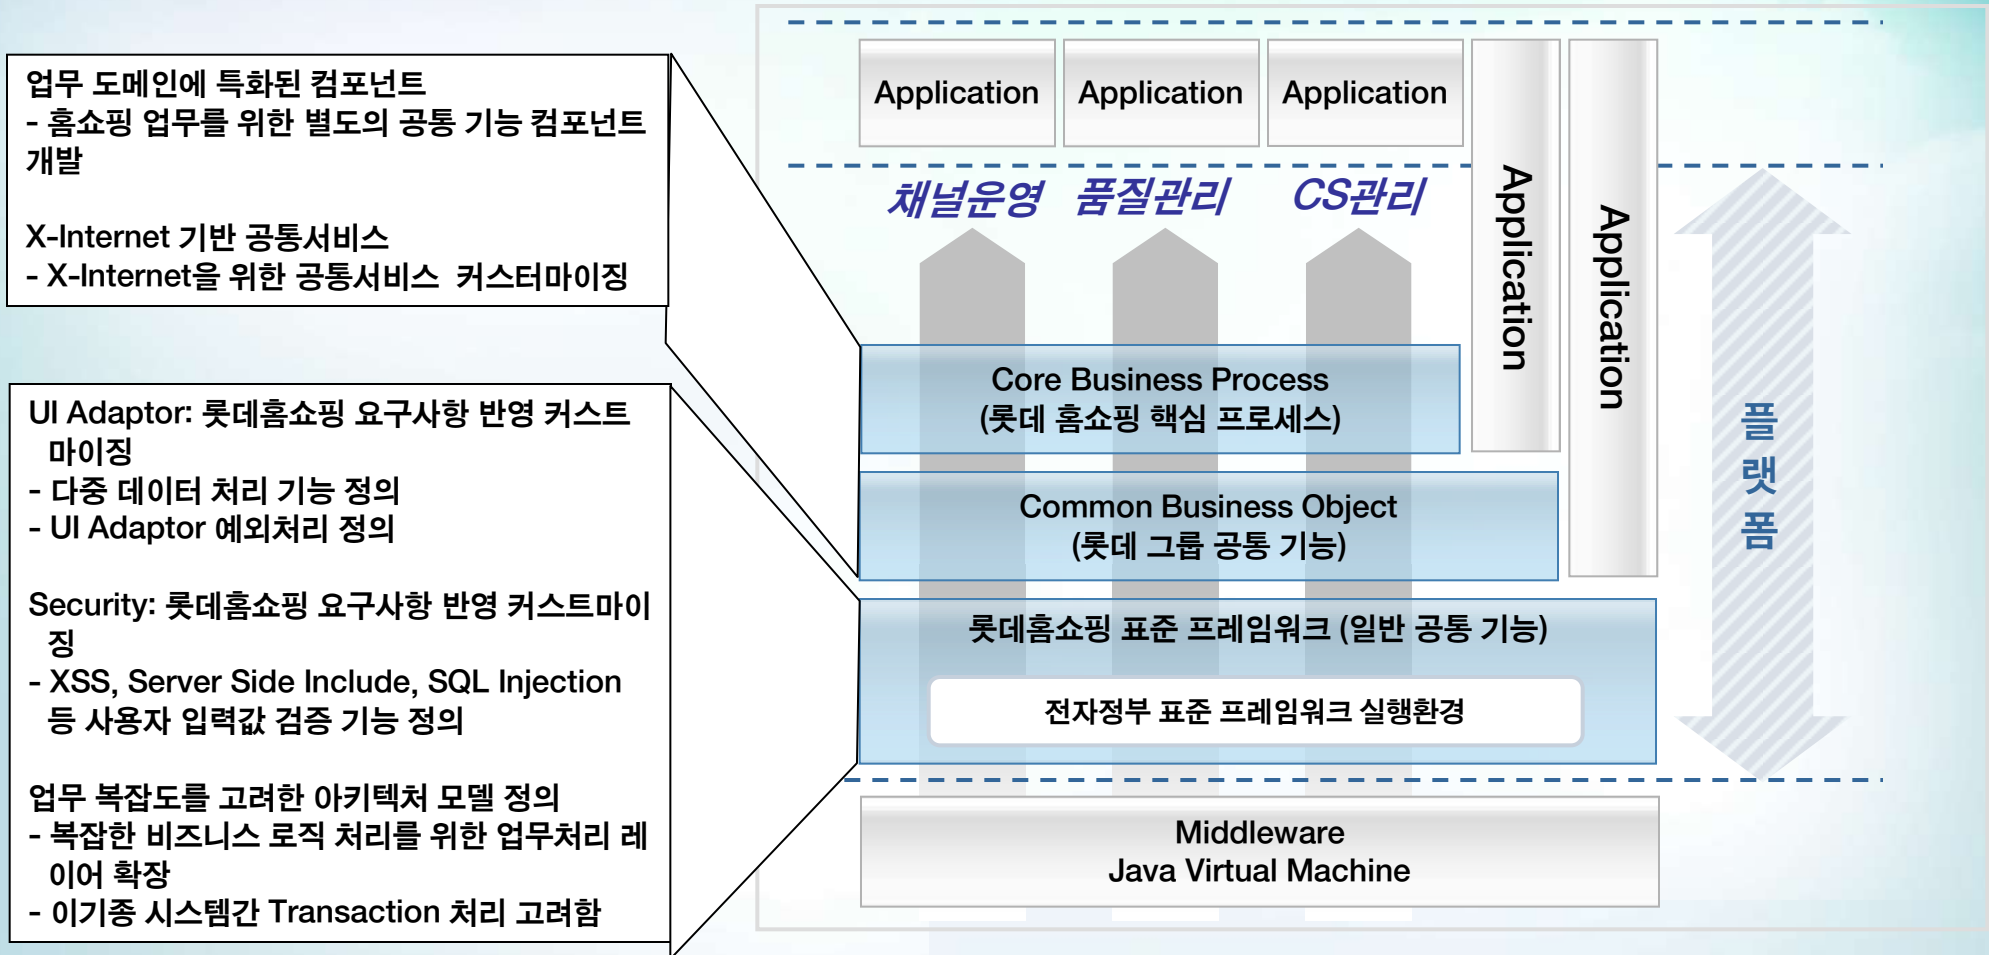 업무 도메인에 특화된 컴포넌트
- 홈쇼핑 업무를 위한 별도의 공통 기능 컴포넌트
개발
X-Internet 기반 공통서비스
- X-Internet을 위한 공통서비스 커스터마이징
UI Adaptor: 롯데홈쇼핑 요구사항 반영 커스트
마이징
- 다중 데이터 처리 기능 정의
- UI Adaptor 예외처리 정의
Security: 롯데홈쇼핑 요구사항 반영 커스트마이
징
- XSS, Server Side Include, SQL Injection
등 사용자 입력값 검증 기능 정의
업무 복잡도를 고려한 아키텍처 모델 정의
- 복잡한 비즈니스 로직 처리를 위한 업무처리 레
이어 확장
- 이기종 시스템간 Transaction 처리 고려함
Application
Application
Application
Application
Application
채널운영
품질관리
CS관리
Core Business Process
(롯데 홈쇼핑 핵심 프로세스)
Common Business Object
(롯데 그룹 공통 기능)
롯데홈쇼핑 표준 프레임워크 (일반 공통 기능)
전자정부 표준 프레임워크 실행환경
Middleware
Java Virtual Machine
플
랫
폼